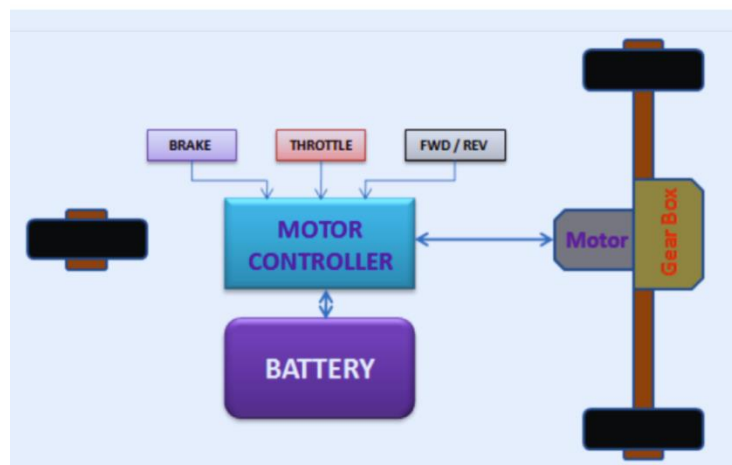 BRAKE
THROTTLE
FWD / REV
MOTOR
CONTROLLER
Motor
Gear Box
BATTERY